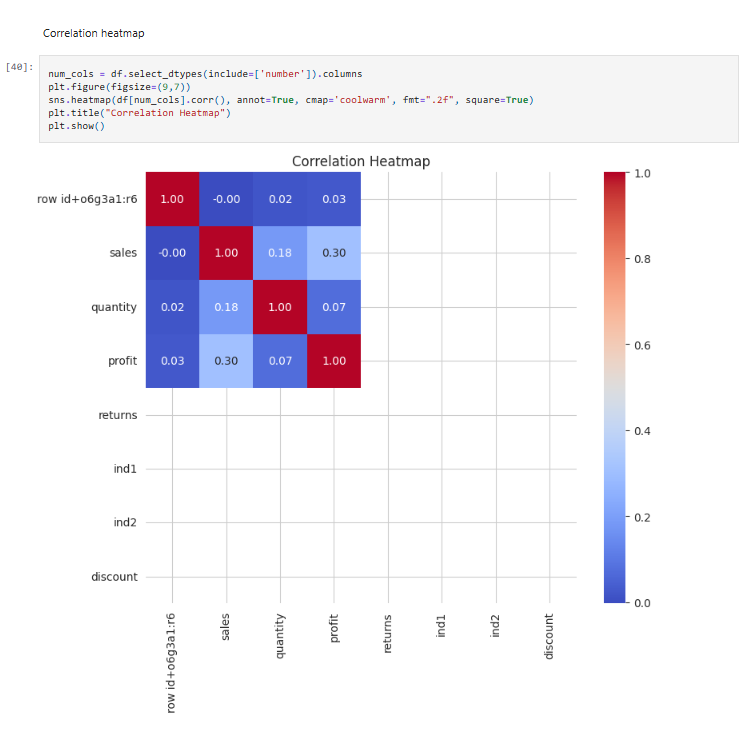 Correlation heatmap
[40]:
num_cols = df.select_dtypes(include=['number']).columns
plt.figure(figsize=(9,7))
sns.heatmap(df[num_cols].corr(), annot=True, cmap='coolwarm', fmt=".2f", square=True)
plt.title("Correlation Heatmap")
plt.show()
Correlation Heatmap
row id+o6g3a1:r6 1.00 -0.00 0.02 0.03
sales -0.00 1.00 0.18 0.30
quantity 0.02 0.18 1.00 0.07
profit 0.03 0.30 0.07 1.00
returns
ind1
ind2
discount
row id+o6g3a1:r6
sales
quantity
profit
returns
ind1
ind2
discount
1.0
0.8
0.6
0.4
0.2
0.0